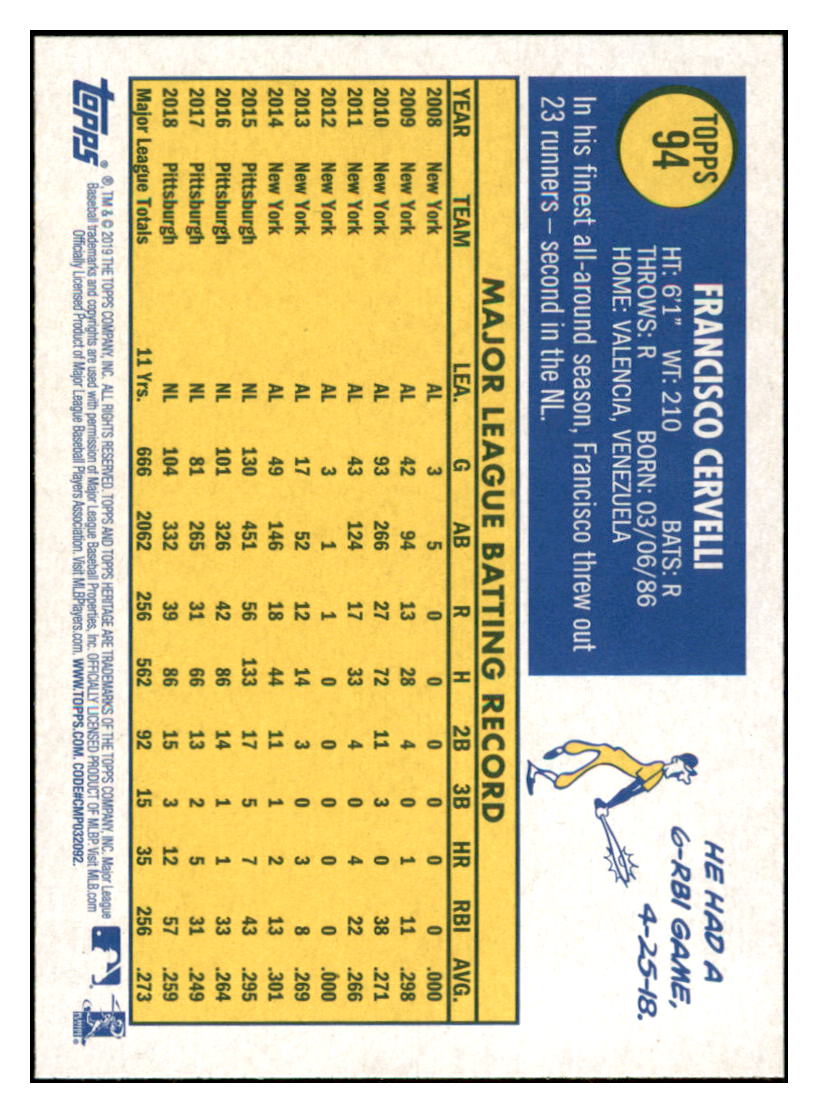 TOPPS
94
FRANCISCO CERVELLI
HT: 6'1" WT: 210 BATS: R
THROWS: R BORN: 03/06/86
HOME: VALENCIA, VENEZUELA
In his finest all-around season, Francisco threw out
23 runners – second in the NL.
HE HAD A
6-RBI GAME,
4-25-18.
MAJOR LEAGUE BATTING RECORD
YEAR TEAM LEA. G AB R H 2B 3B HR RBI AVG.
2008 New York AL 3 5 0 0 0 0 0 0 .000
2009 New York AL 42 94 13 28 4 0 1 11 .298
2010 New York AL 93 266 27 72 11 3 0 38 .271
2011 New York AL 43 124 17 33 4 0 4 22 .266
2012 New York AL 3 1 1 0 0 0 0 0 .000
2013 New York AL 17 52 12 14 3 0 3 8 .269
2014 New York AL 49 146 18 44 11 1 2 13 .301
2015 Pittsburgh NL 130 451 56 133 17 5 7 43 .295
2016 Pittsburgh NL 101 326 42 86 14 1 1 33 .264
2017 Pittsburgh NL 81 265 31 66 13 2 5 31 .249
2018 Pittsburgh NL 104 332 39 86 15 3 12 57 .259
Major League Totals 11 Yrs. 666 2062 256 562 92 15 35 256 .273
topps®
®, TM & © 2019 THE TOPPS COMPANY, INC. ALL RIGHTS RESERVED. TOPPS AND TOPPS HERITAGE ARE TRADEMARKS OF THE TOPPS COMPANY, INC. Major League
Baseball trademarks and copyrights are used with permission of Major League Baseball Properties, Inc. OFFICIALLY LICENSED PRODUCT OF MLBP. Visit MLB.com
Officially Licensed Product of Major League Baseball Players Association. Visit MLBPlayers.com. WWW.TOPPS.COM. CODE#CMP032092.